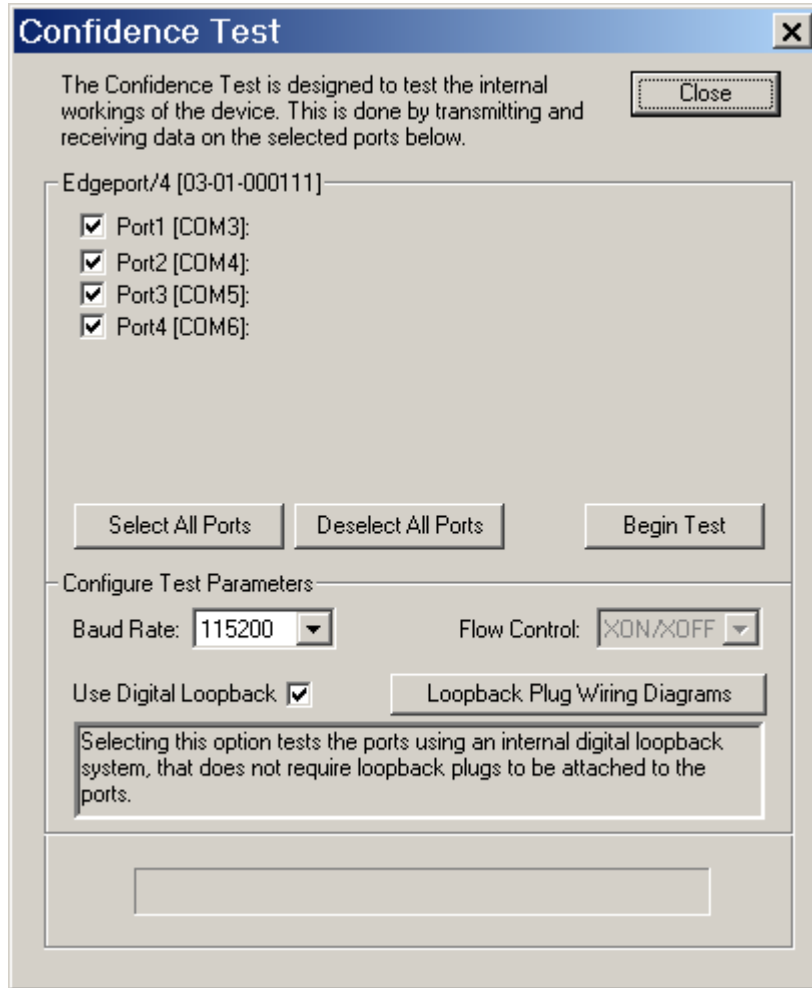 Confidence Test
The Confidence Test is designed to test the internal
workings of the device. This is done by transmitting and
receiving data on the selected ports below.
Close
Edgeport/4 [03-01-000111]
Port1 [COM3]:
Port2 [COM4]:
Port3 [COM5]:
Port4 [COM6]:
Select All Ports
Deselect All Ports
Begin Test
Configure Test Parameters
Baud Rate: 115200
Flow Control: XON/XOFF
Use Digital Loopback
Loopback Plug Wiring Diagrams
Selecting this option tests the ports using an internal digital loopback
system, that does not require loopback plugs to be attached to the
ports.